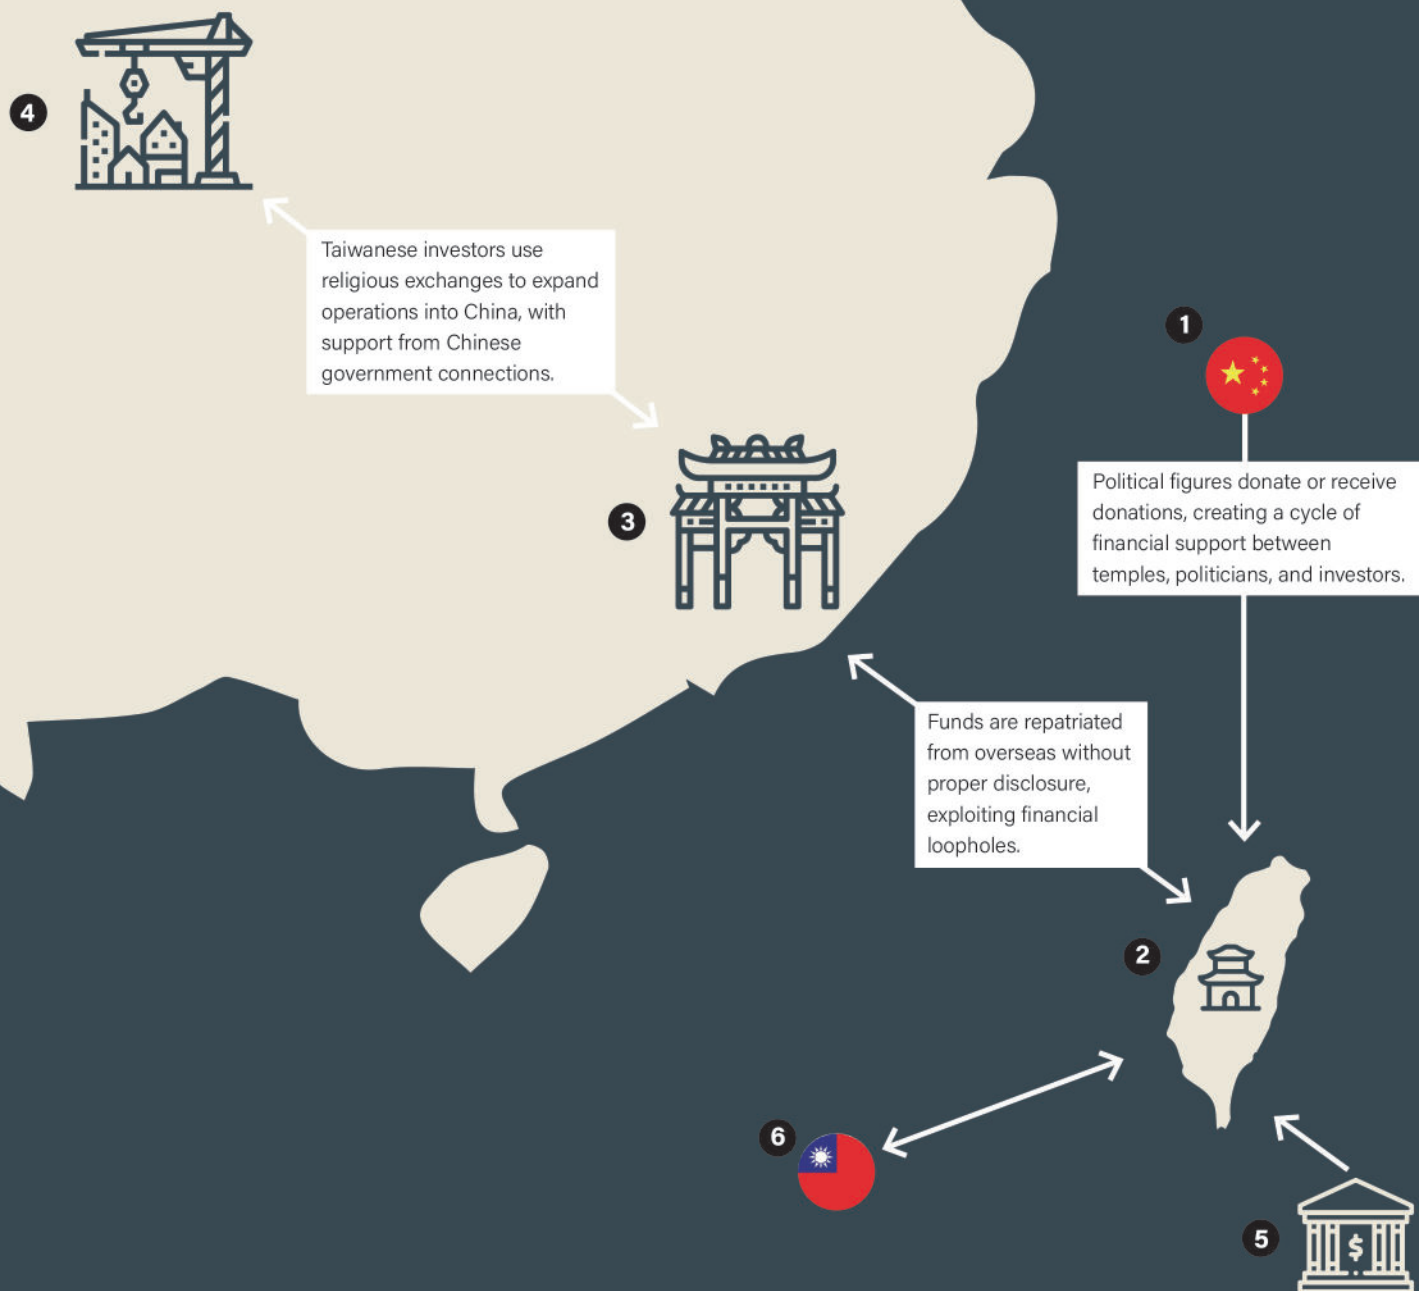 4
Taiwanese investors use
religious exchanges to expand
operations into China, with
support from Chinese
government connections.
1
Political figures donate or receive
donations, creating a cycle of
financial support between
temples, politicians, and investors.
3
Funds are repatriated
from overseas without
proper disclosure,
exploiting financial
loopholes.
2
6
5
$